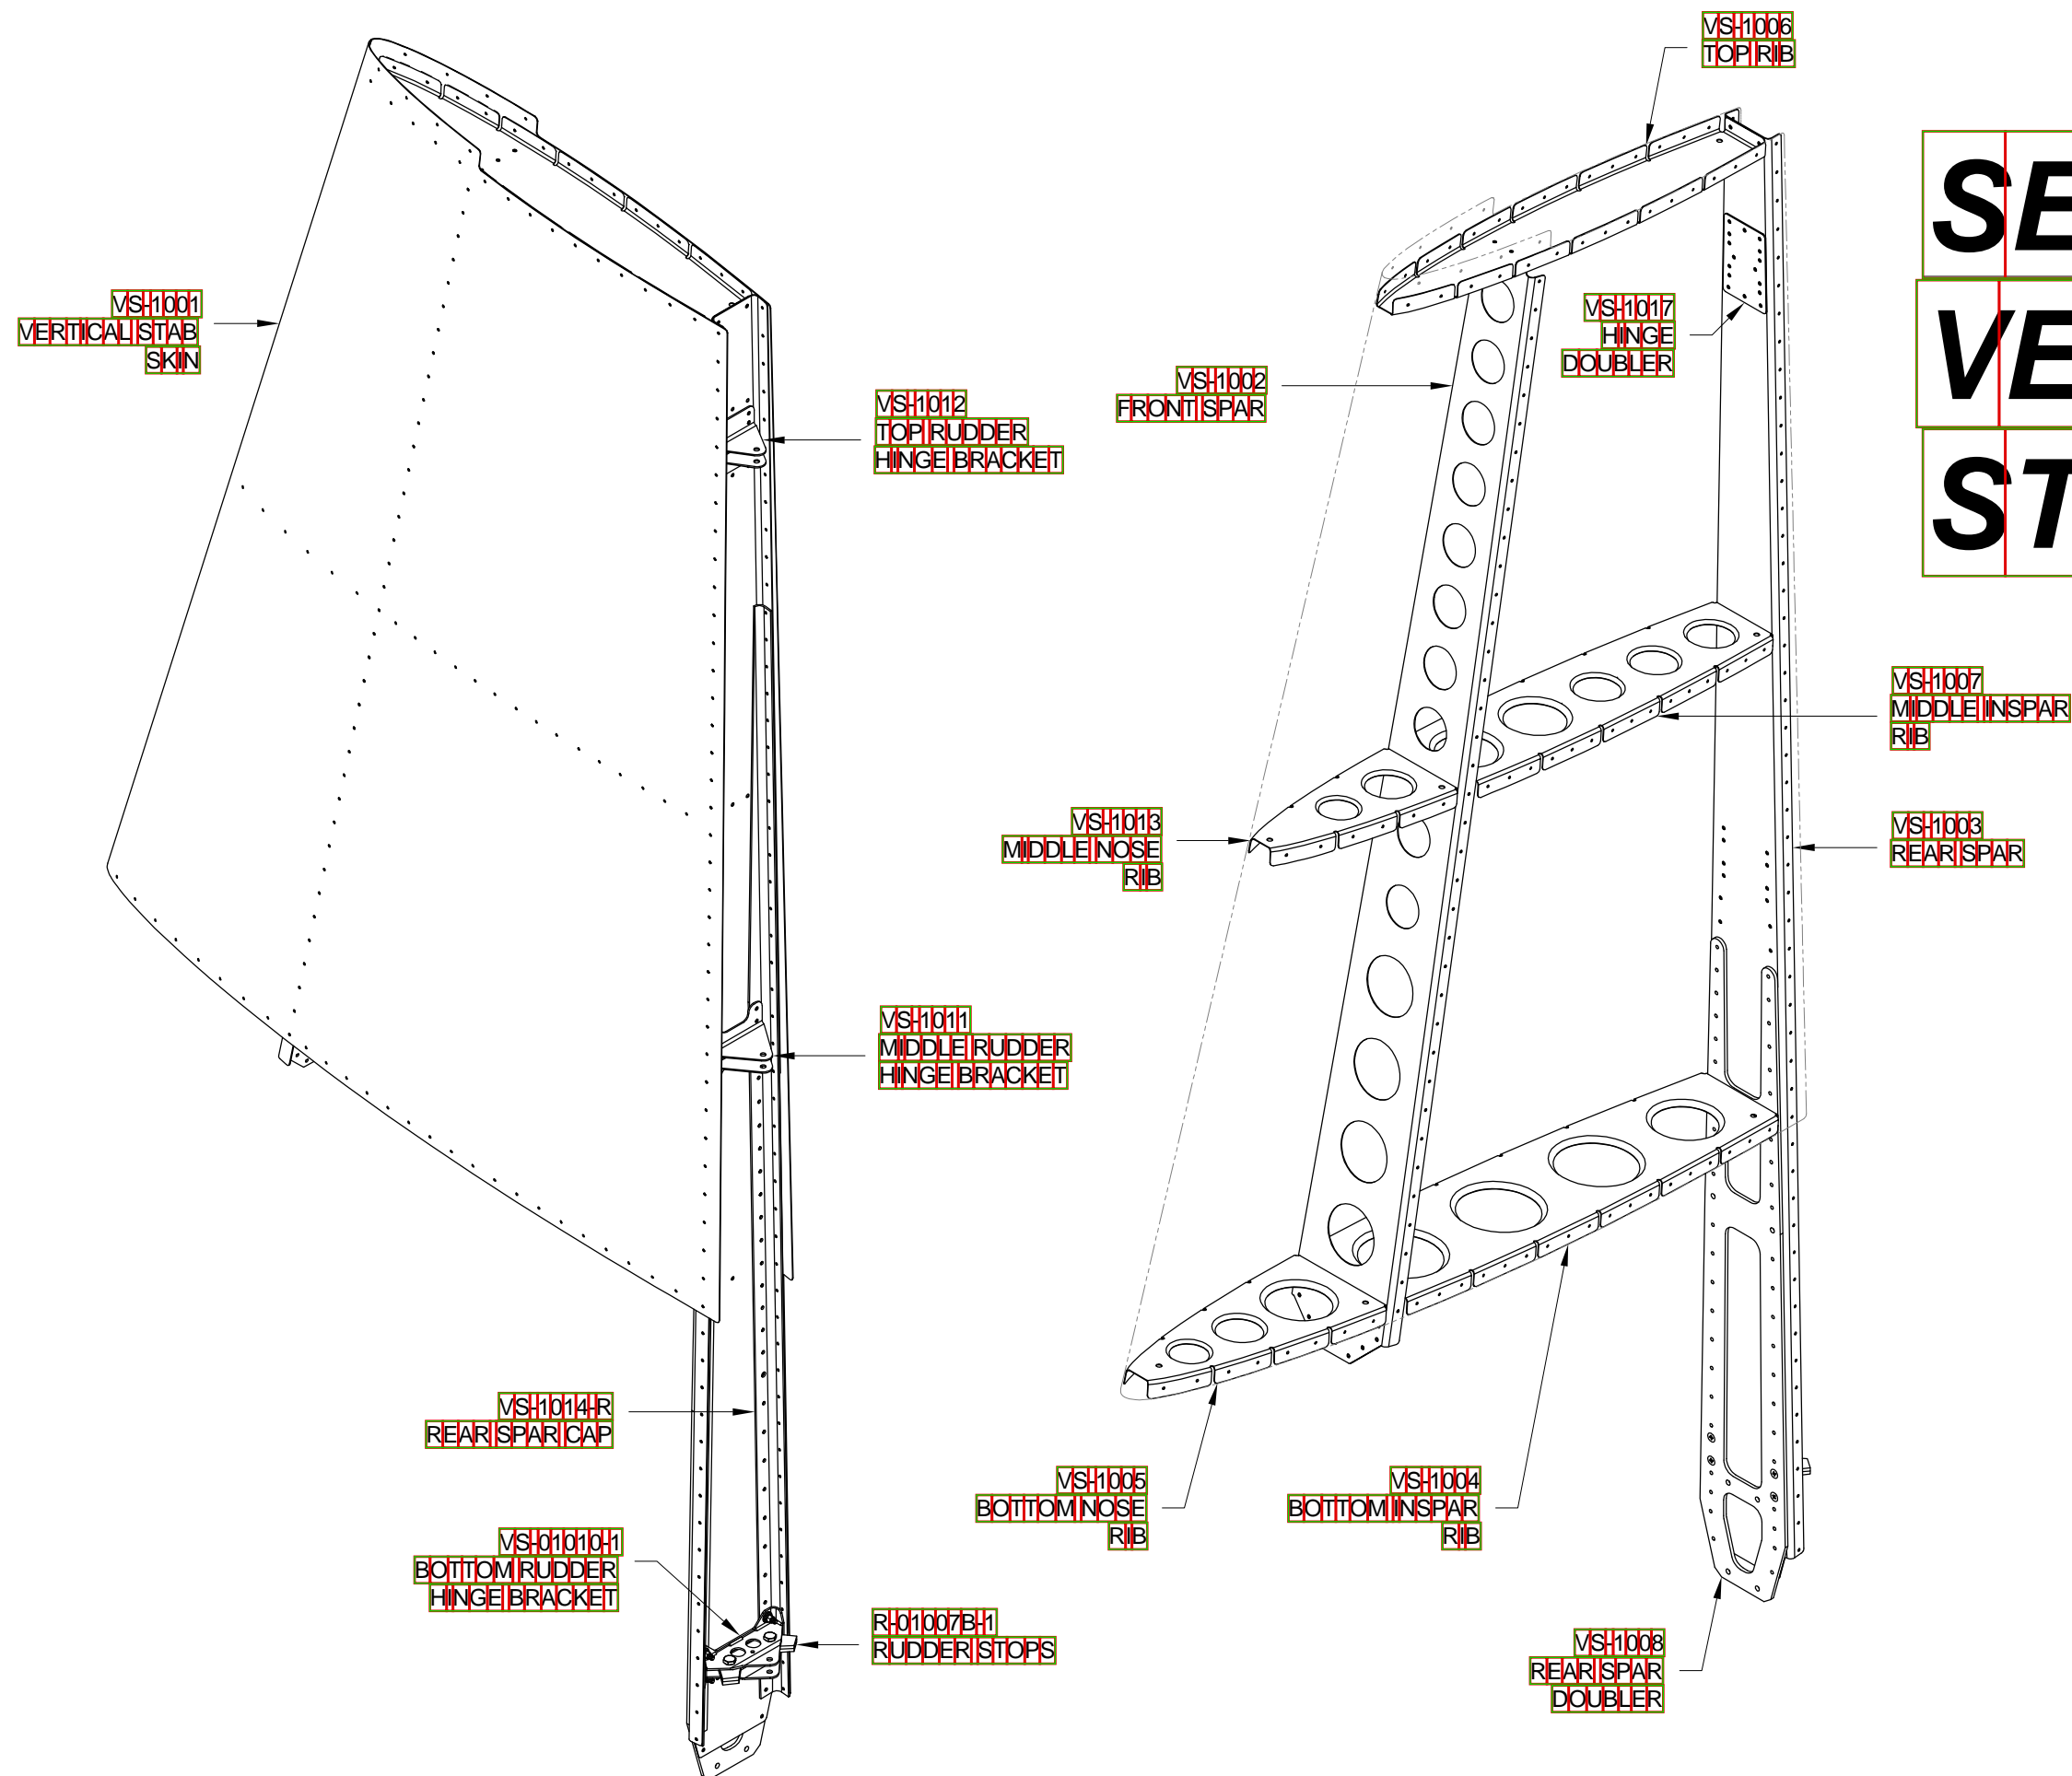 VS-1006
TOP RIB
SE
VE
ST
VS-1001
VERTICAL STAB
SKIN
VS-1017
HINGE
DOUBLER
VS-1002
FRONT SPAR
VS-1012
TOP RUDDER
HINGE BRACKET
VS-1007
MIDDLE INSPAR
RIB
VS-1013
MIDDLE NOSE
RIB
VS-1003
REAR SPAR
VS-1011
MIDDLE RUDDER
HINGE BRACKET
VS-1014-R
REAR SPAR CAP
VS-1005
BOTTOM NOSE
RIB
VS-1004
BOTTOM INSPAR
RIB
VS-01010-1
BOTTOM RUDDER
HINGE BRACKET
R-01007B-1
RUDDER STOPS
VS-1008
REAR SPAR
DOUBLER